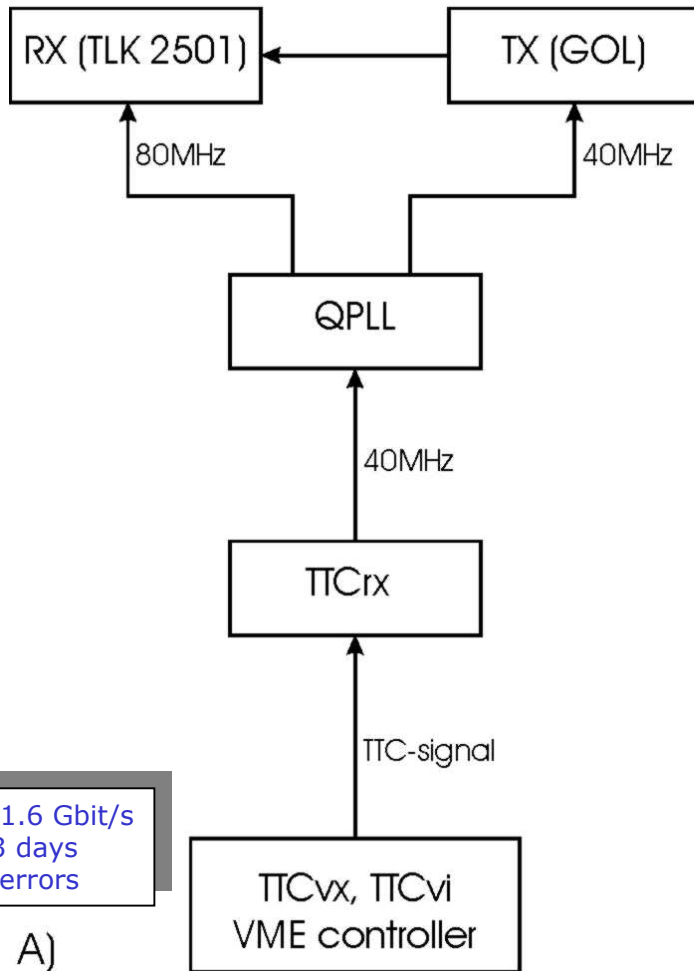 RX (TLK 2501)
TX (GOL)
80MHz
40MHz
QPLL
40MHz
TTCrx
TTC-signal
1.6 Gbit/s
days
errors
TTCvx, TTCvi
VME controller
A)